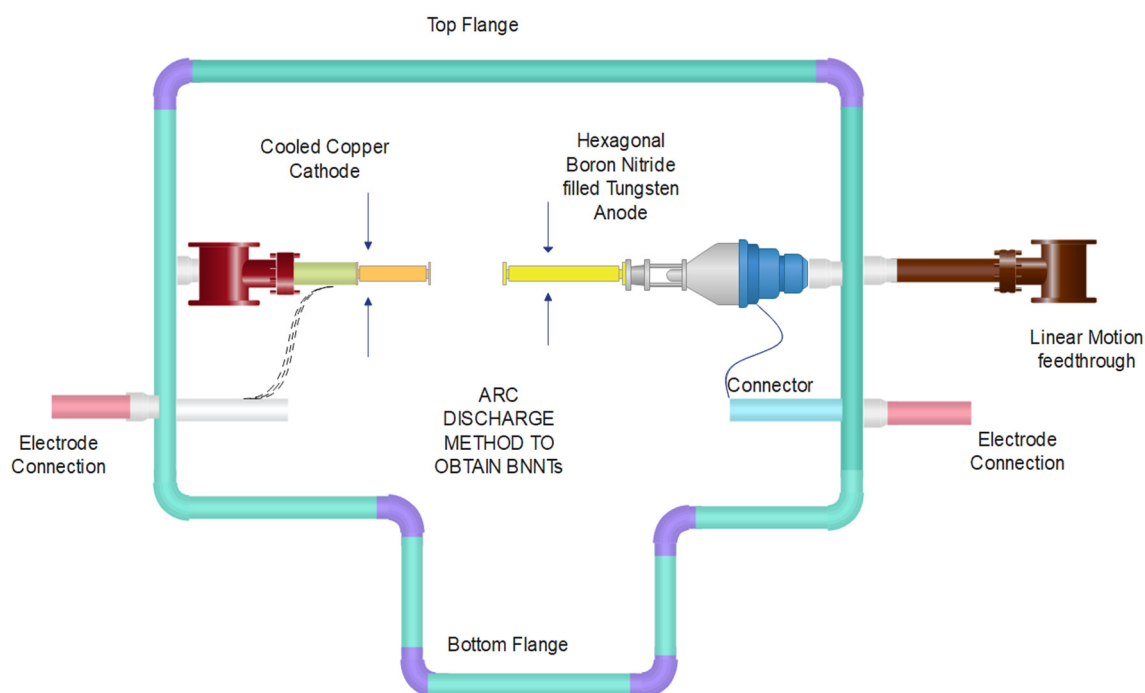 Top Flange
Cooled Copper
Cathode
Hexagonal
Boron Nitride
filled Tungsten
Anode
Linear Motion
feedthrough
Connector
ARC
DISCHARGE
METHOD TO
OBTAIN BNNTs
Electrode
Connection
Electrode
Connection
Bottom Flange